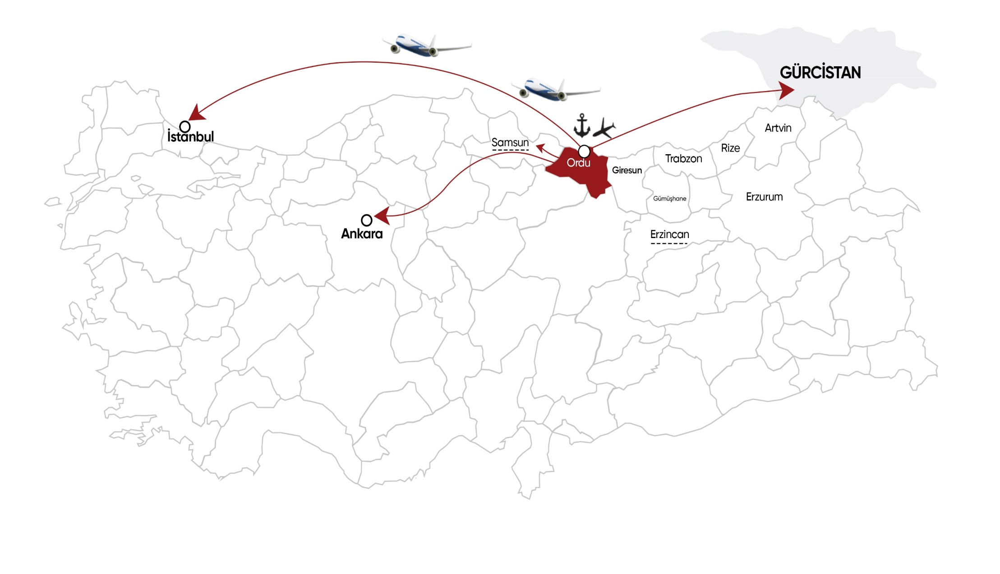 GÜRCİSTAN
Artvin
İstanbul
Samsun
Rize
Trabzon
Ordu
Giresun
Erzurum
Gümüşhane
Ankara
Erzincan